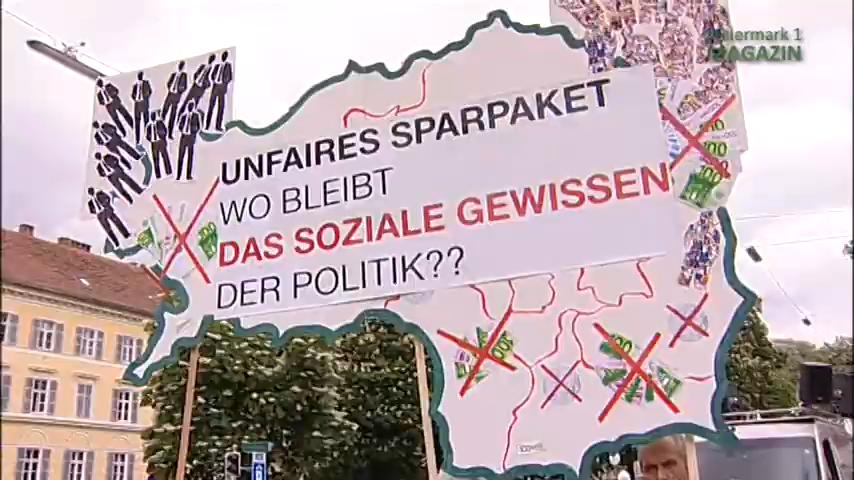 MAGAZIN
UNFAIRES SPARPAKET
WO BLEIBT
DAS SOZIALE GEWISSEN
DER POLITIK??